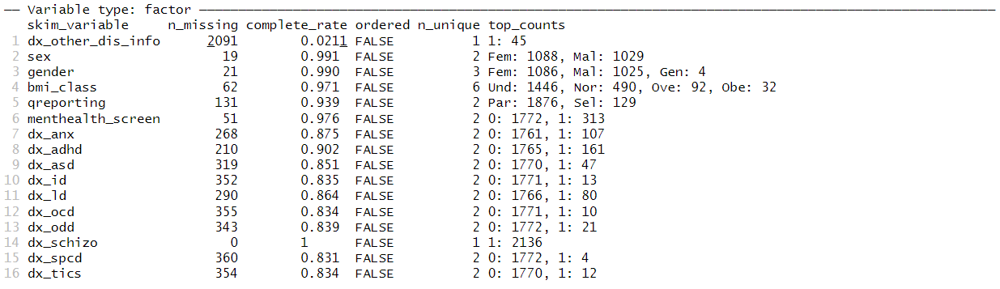 ── Variable type: factor ──────────────────────────────────────────────
skim_variable n_missing complete_rate ordered n_unique top_counts
1 dx_other_dis_info 2091 0.0211 FALSE 1 1: 45
2 sex 19 0.991 FALSE 2 Fem: 1088, Mal: 1029
3 gender 21 0.990 FALSE 3 Fem: 1086, Mal: 1025, Gen: 4
4 bmi_class 62 0.971 FALSE 6 Und: 1446, Nor: 490, Ove: 92, Obe: 32
5 qreporting 131 0.939 FALSE 2 Par: 1876, Sel: 129
6 menthealth_screen 51 0.976 FALSE 2 0: 1772, 1: 313
7 dx_anx 268 0.875 FALSE 2 0: 1761, 1: 107
8 dx_adhd 210 0.902 FALSE 2 0: 1765, 1: 161
9 dx_asd 319 0.851 FALSE 2 0: 1770, 1: 47
10 dx_id 352 0.835 FALSE 2 0: 1771, 1: 13
11 dx_ld 290 0.864 FALSE 2 0: 1766, 1: 80
12 dx_ocd 355 0.834 FALSE 2 0: 1771, 1: 10
13 dx_odd 343 0.839 FALSE 2 0: 1772, 1: 21
14 dx_schizo 0 1 FALSE 1 1: 2136
15 dx_spcd 360 0.831 FALSE 2 0: 1772, 1: 4
16 dx_tics 354 0.834 FALSE 2 0: 1770, 1: 12